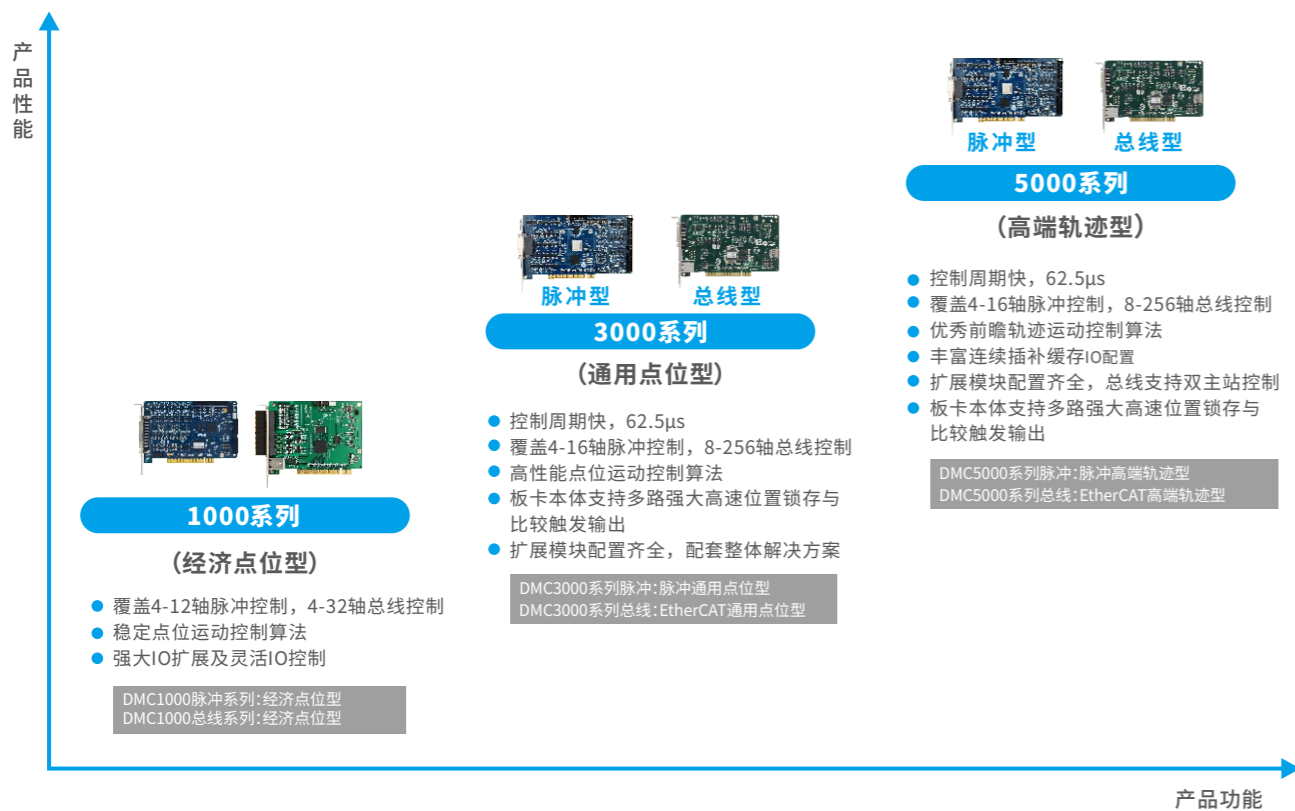 产品性能
脉冲型
总线型
5000系列
（高端轨迹型）
控制周期快，62.5μs
覆盖4-16轴脉冲控制，8-256轴总线控制
优秀前瞻轨迹运动控制算法
丰富连续插补缓存IO配置
扩展模块配置齐全，总线支持双主站控制
板卡本体支持多路强大高速位置锁存与
比较触发输出
DMC5000系列脉冲：脉冲高端轨迹型
DMC5000系列总线：EtherCAT高端轨迹型
脉冲型
总线型
3000系列
（通用点位型）
控制周期快，62.5μs
覆盖4-16轴脉冲控制，8-256轴总线控制
高性能点位运动控制算法
板卡本体支持多路强大高速位置锁存与
比较触发输出
扩展模块配置齐全，配套整体解决方案
DMC3000系列脉冲：脉冲通用点位型
DMC3000系列总线：EtherCAT通用点位型
1000系列
（经济点位型）
覆盖4-12轴脉冲控制，4-32轴总线控制
稳定点位运动控制算法
强大IO扩展及灵活IO控制
DMC1000脉冲系列：经济点位型
DMC1000总线系列：经济点位型
产品功能